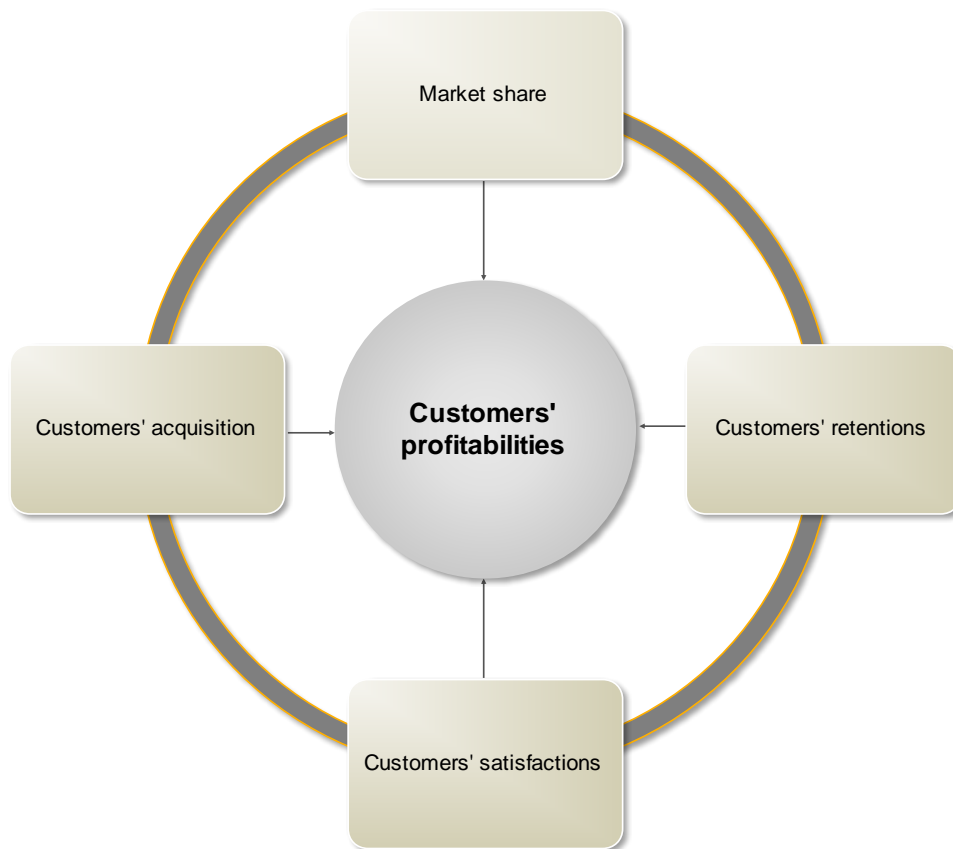 Market share
Customers' acquisition
Customers'
profitabilities
Customers' retentions
Customers' satisfactions